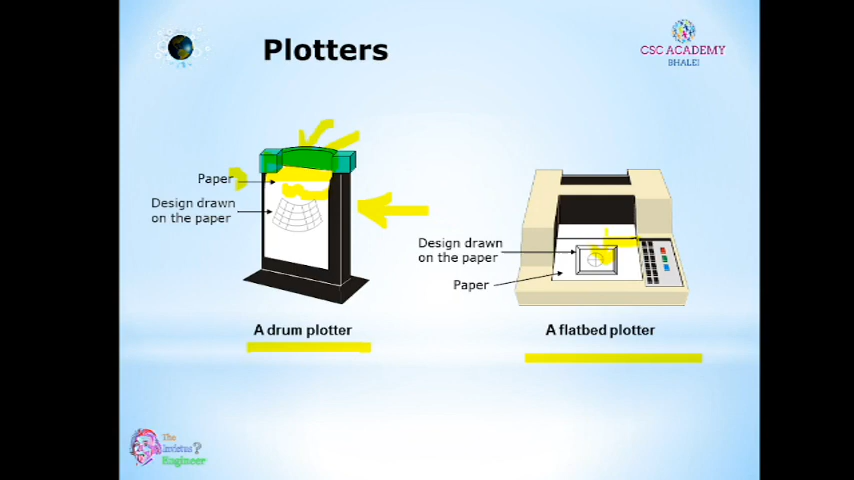 Plotters
CSC ACADEMY
BHALEI
Paper
Design drawn
on the paper
Design drawn
on the paper
Paper
A drum plotter
A flatbed plotter
The
Invictus?
Engineer